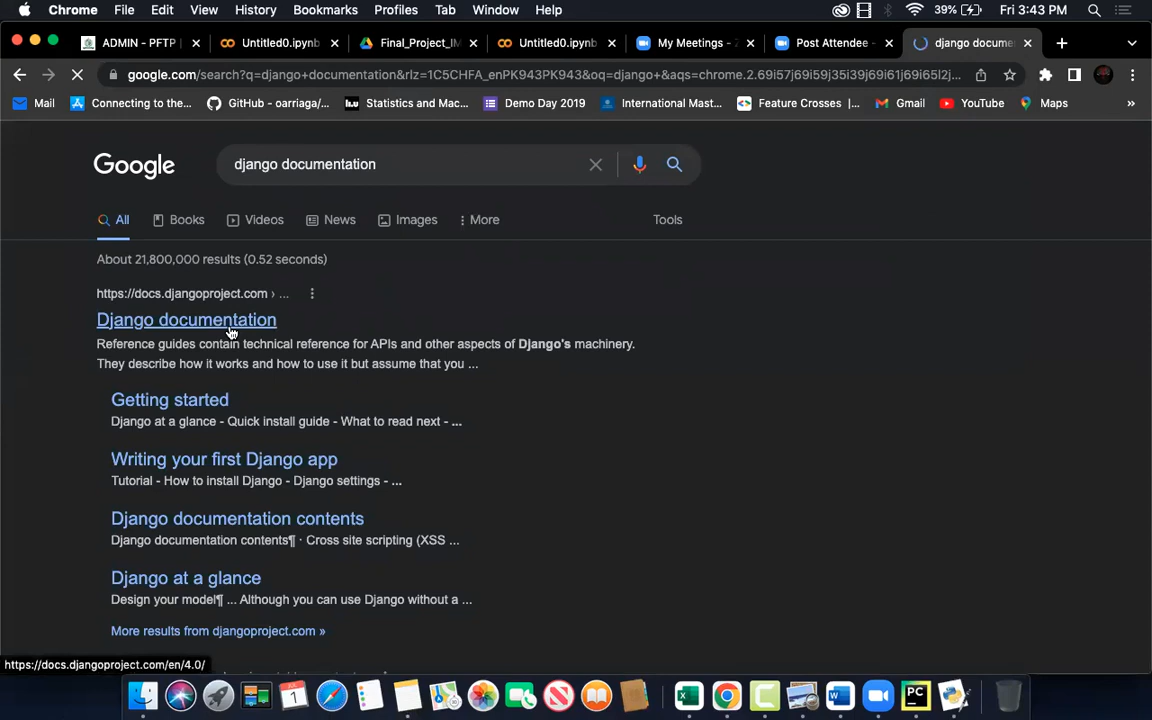 Chrome File Edit View History Bookmarks Profiles Tab Window Help 39% Fri 3:43 PM
ADMIN - PFTP Untitled0.ipynb Final_Project_IM Untitled0.ipynb My Meetings - Z Post Attendee - django docume
google.com/search?q=django+documentation&rlz=1C5CHFA_enPK943PK943&oq=django+&aqs=chrome.2.69i57j69i59j35i39j69i61j69i65l2j...
Mail Connecting to the... GitHub - oarriaga/... Statistics and Mac... Demo Day 2019 International Mast... Feature Crosses |... Gmail YouTube Maps »
Google django documentation
All Books Videos News Images More Tools
About 21,800,000 results (0.52 seconds)
https://docs.djangoproject.com › ...
Django documentation
Reference guides contain technical reference for APIs and other aspects of Django's machinery.
They describe how it works and how to use it but assume that you ...
Getting started
Django at a glance - Quick install guide - What to read next - ...
Writing your first Django app
Tutorial - How to install Django - Django settings - ...
Django documentation contents
Django documentation contents¶ · Cross site scripting (XSS ...
Django at a glance
Design your model¶ ... Although you can use Django without a ...
More results from djangoproject.com »
https://docs.djangoproject.com/en/4.0/
1
PC